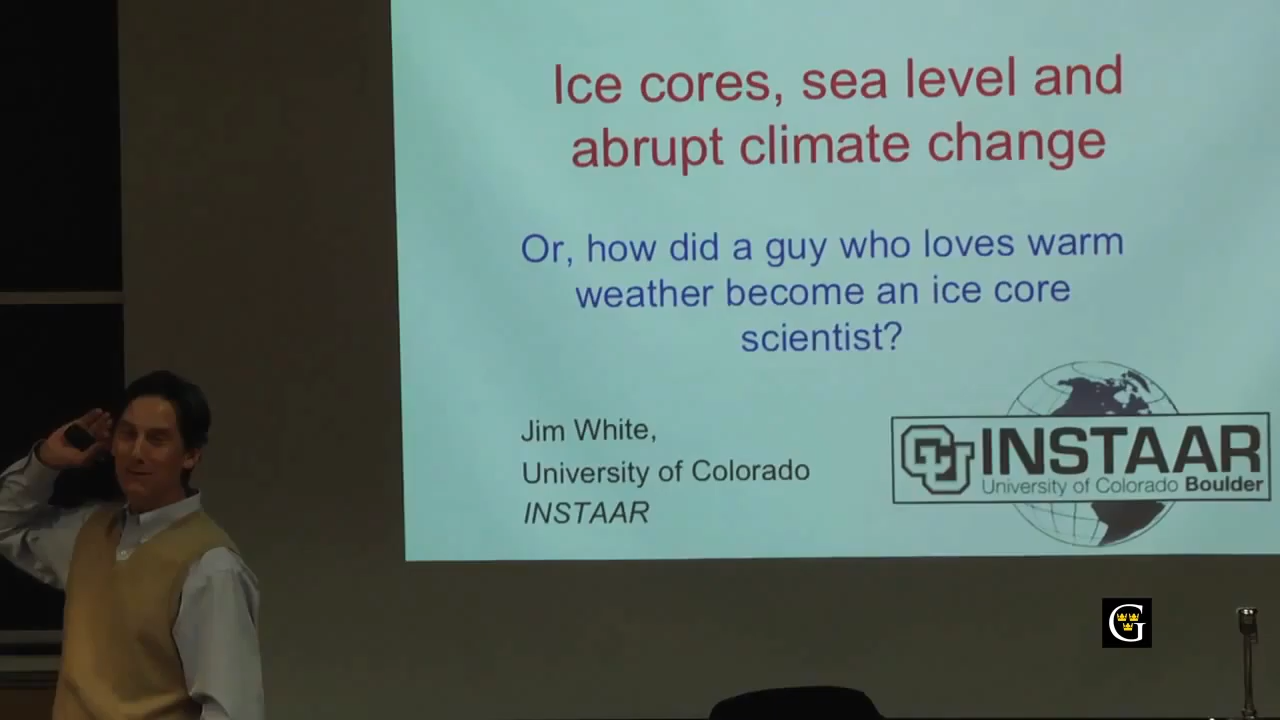 Ice cores, sea level and
abrupt climate change
Or, how did a guy who loves warm
weather become an ice core
scientist?
Jim White,
University of Colorado
INSTAAR
CU INSTAAR
University of Colorado Boulder
G